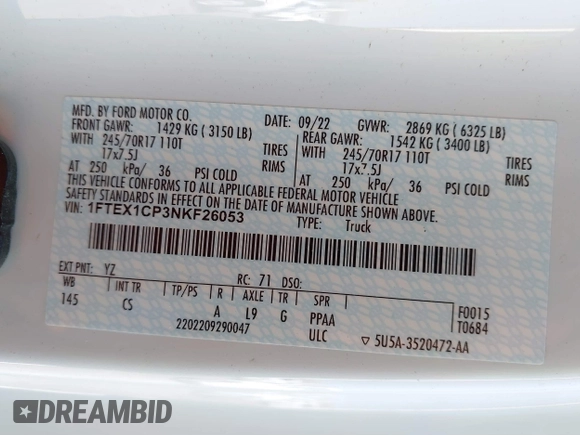 MFD. BY FORD MOTOR CO.
DATE: 09/22 GVWR: 2869 KG ( 6325 LB)
FRONT GAWR: 1429 KG ( 3150 LB) REAR GAWR: 1542 KG ( 3400 LB)
WITH 245/70R17 110T TIRES WITH 245/70R17 110T TIRES
17x7.5J RIMS 17x7.5J RIMS
AT 250 kPa/ 36 PSI COLD AT 250 kPa/ 36 PSI COLD
THIS VEHICLE CONFORMS TO ALL APPLICABLE FEDERAL MOTOR VEHICLE
SAFETY STANDARDS IN EFFECT ON THE DATE OF MANUFACTURE SHOWN ABOVE.
VIN: 1FTEX1CP3NKF26053
TYPE: Truck
EXT PNT: YZ RC: 71 DSO:
WB INT TR TP/PS R AXLE TR SPR
145 CS A L9 G PPAA
F0015
T0684
2202209290047 ULC ▽ 5U5A-3520472-AA
DREAMBID